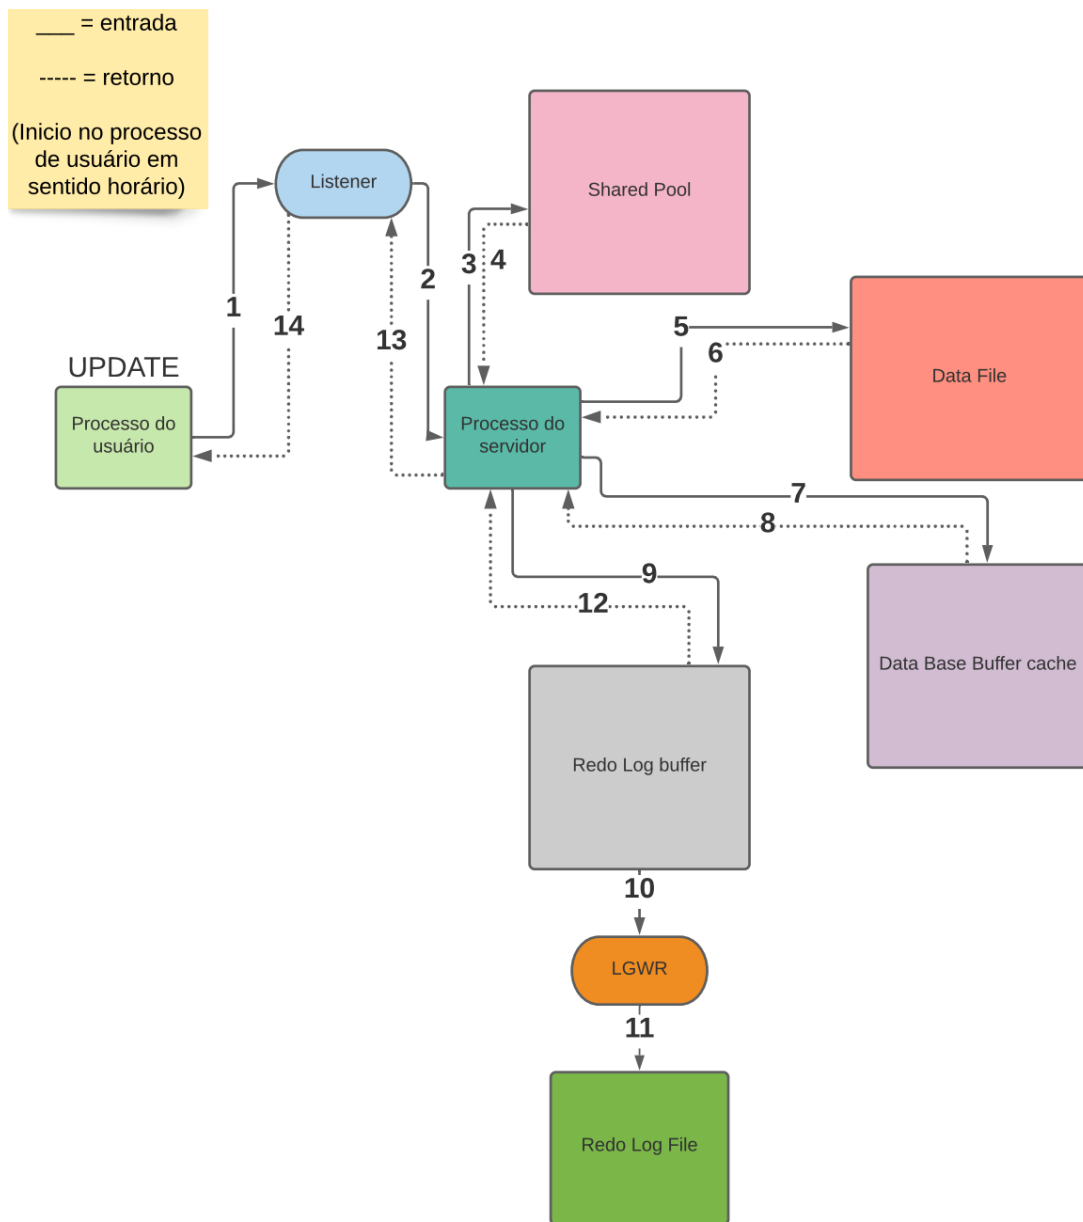 ___ = entrada
----- = retorno
(Inicio no processo
de usuário em
sentido horário)
Listener
Shared Pool
3
4
2
1
14
13
5
6
Data File
UPDATE
Processo do
usuário
Processo do
servidor
7
8
9
12
Data Base Buffer cache
Redo Log buffer
10
LGWR
11
Redo Log File